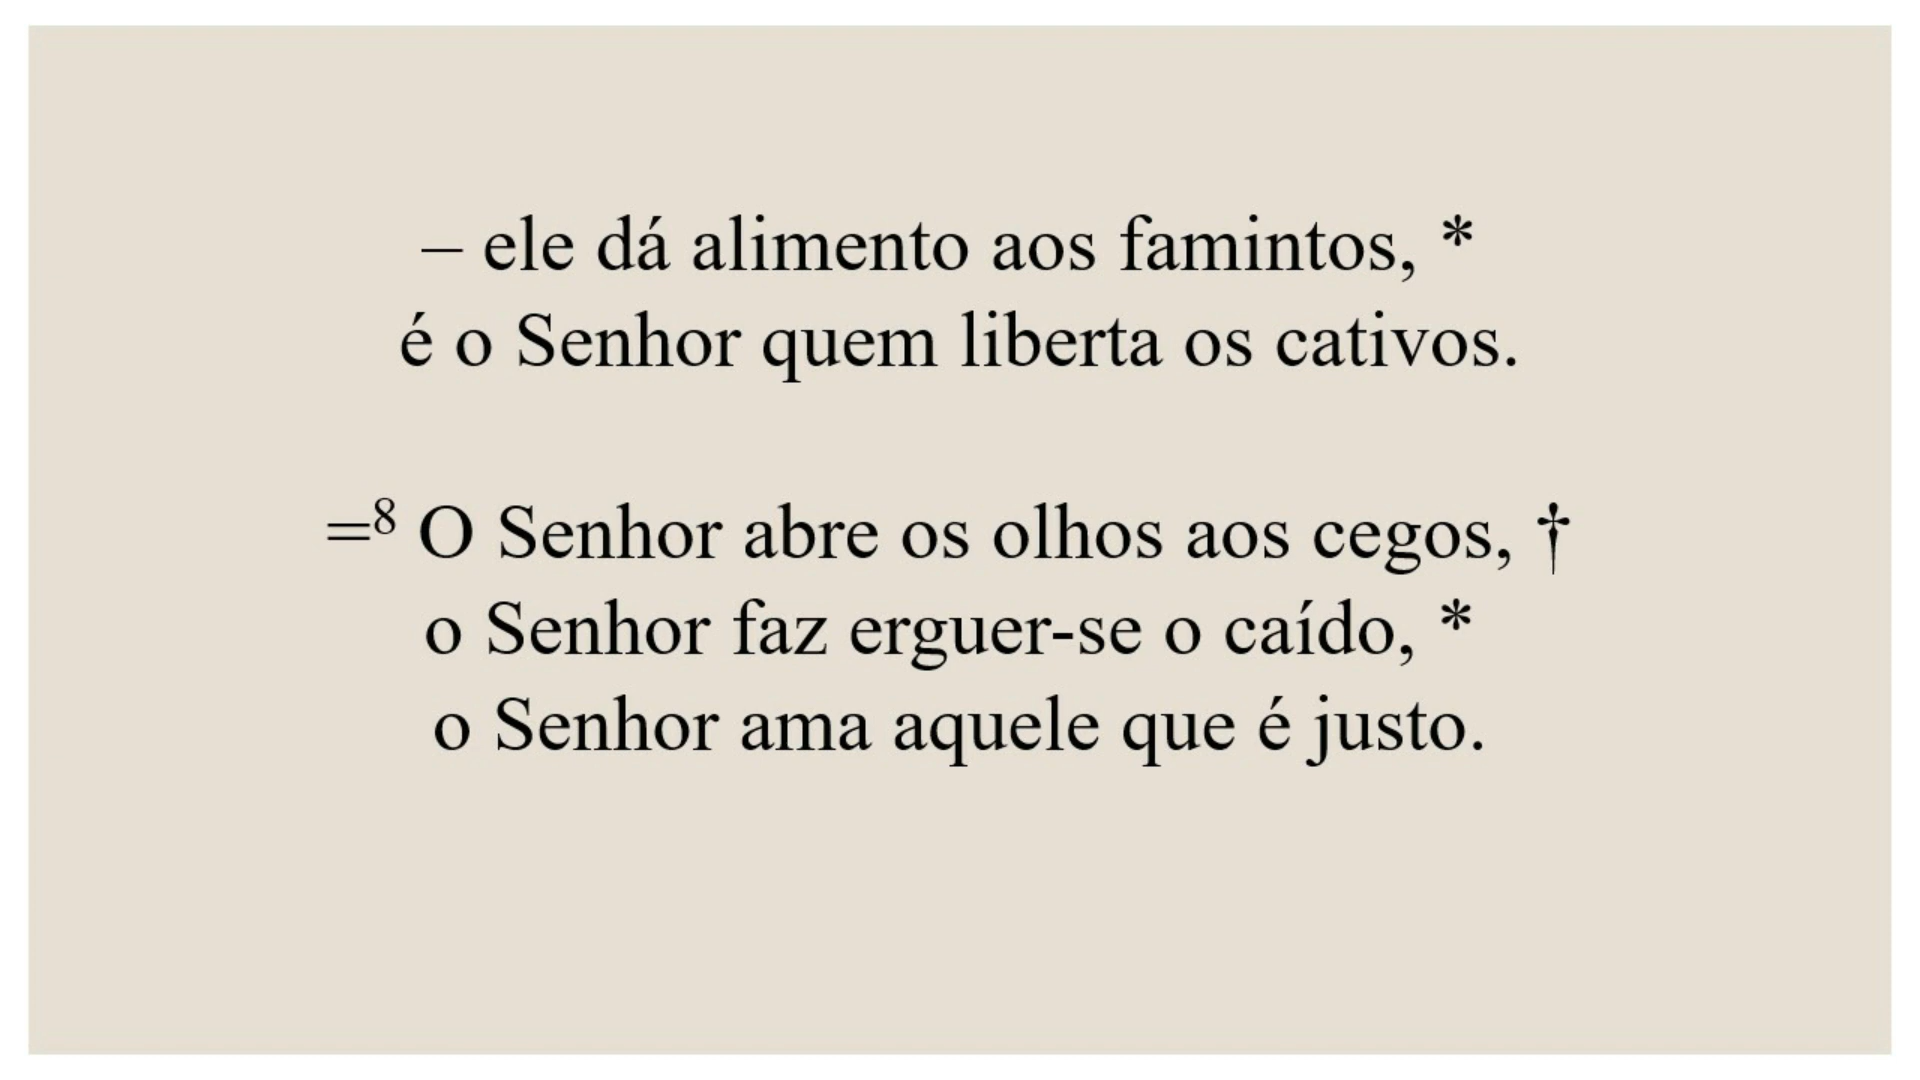 – ele dá alimento aos famintos, *
é o Senhor quem liberta os cativos.
=⁸ O Senhor abre os olhos aos cegos, †
o Senhor faz erguer-se o caído, *
o Senhor ama aquele que é justo.